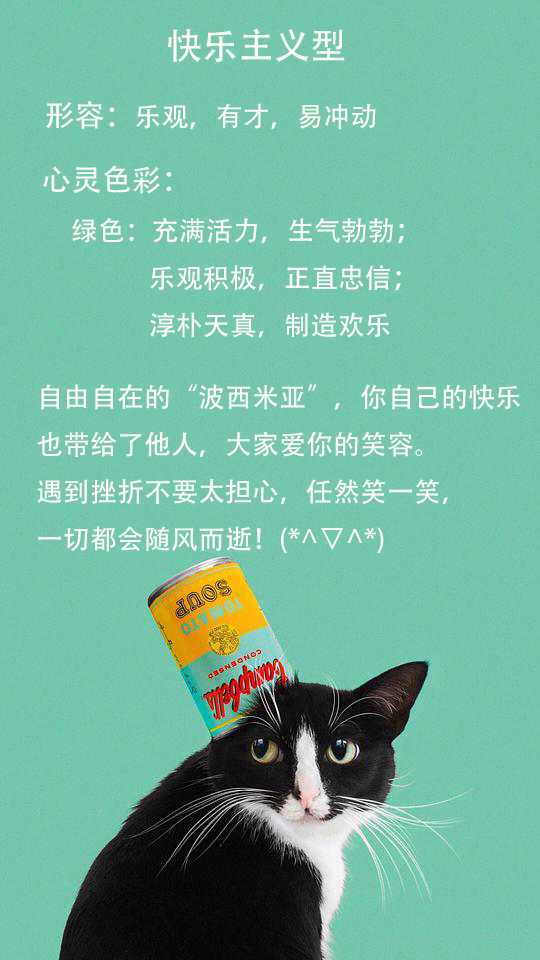 快乐主义型
形容：乐观，有才，易冲动
心灵色彩：
绿色：充满活力，生气勃勃；
乐观积极，正直忠信；
淳朴天真，制造欢乐
自由自在的“波西米亚”，你自己的快乐
也带给了他人，大家爱你的笑容。
遇到挫折不要太担心，任然笑一笑，
一切都会随风而逝！(*^▽^*)
SOUP
TOMATO
CONDENSED
Campbell's